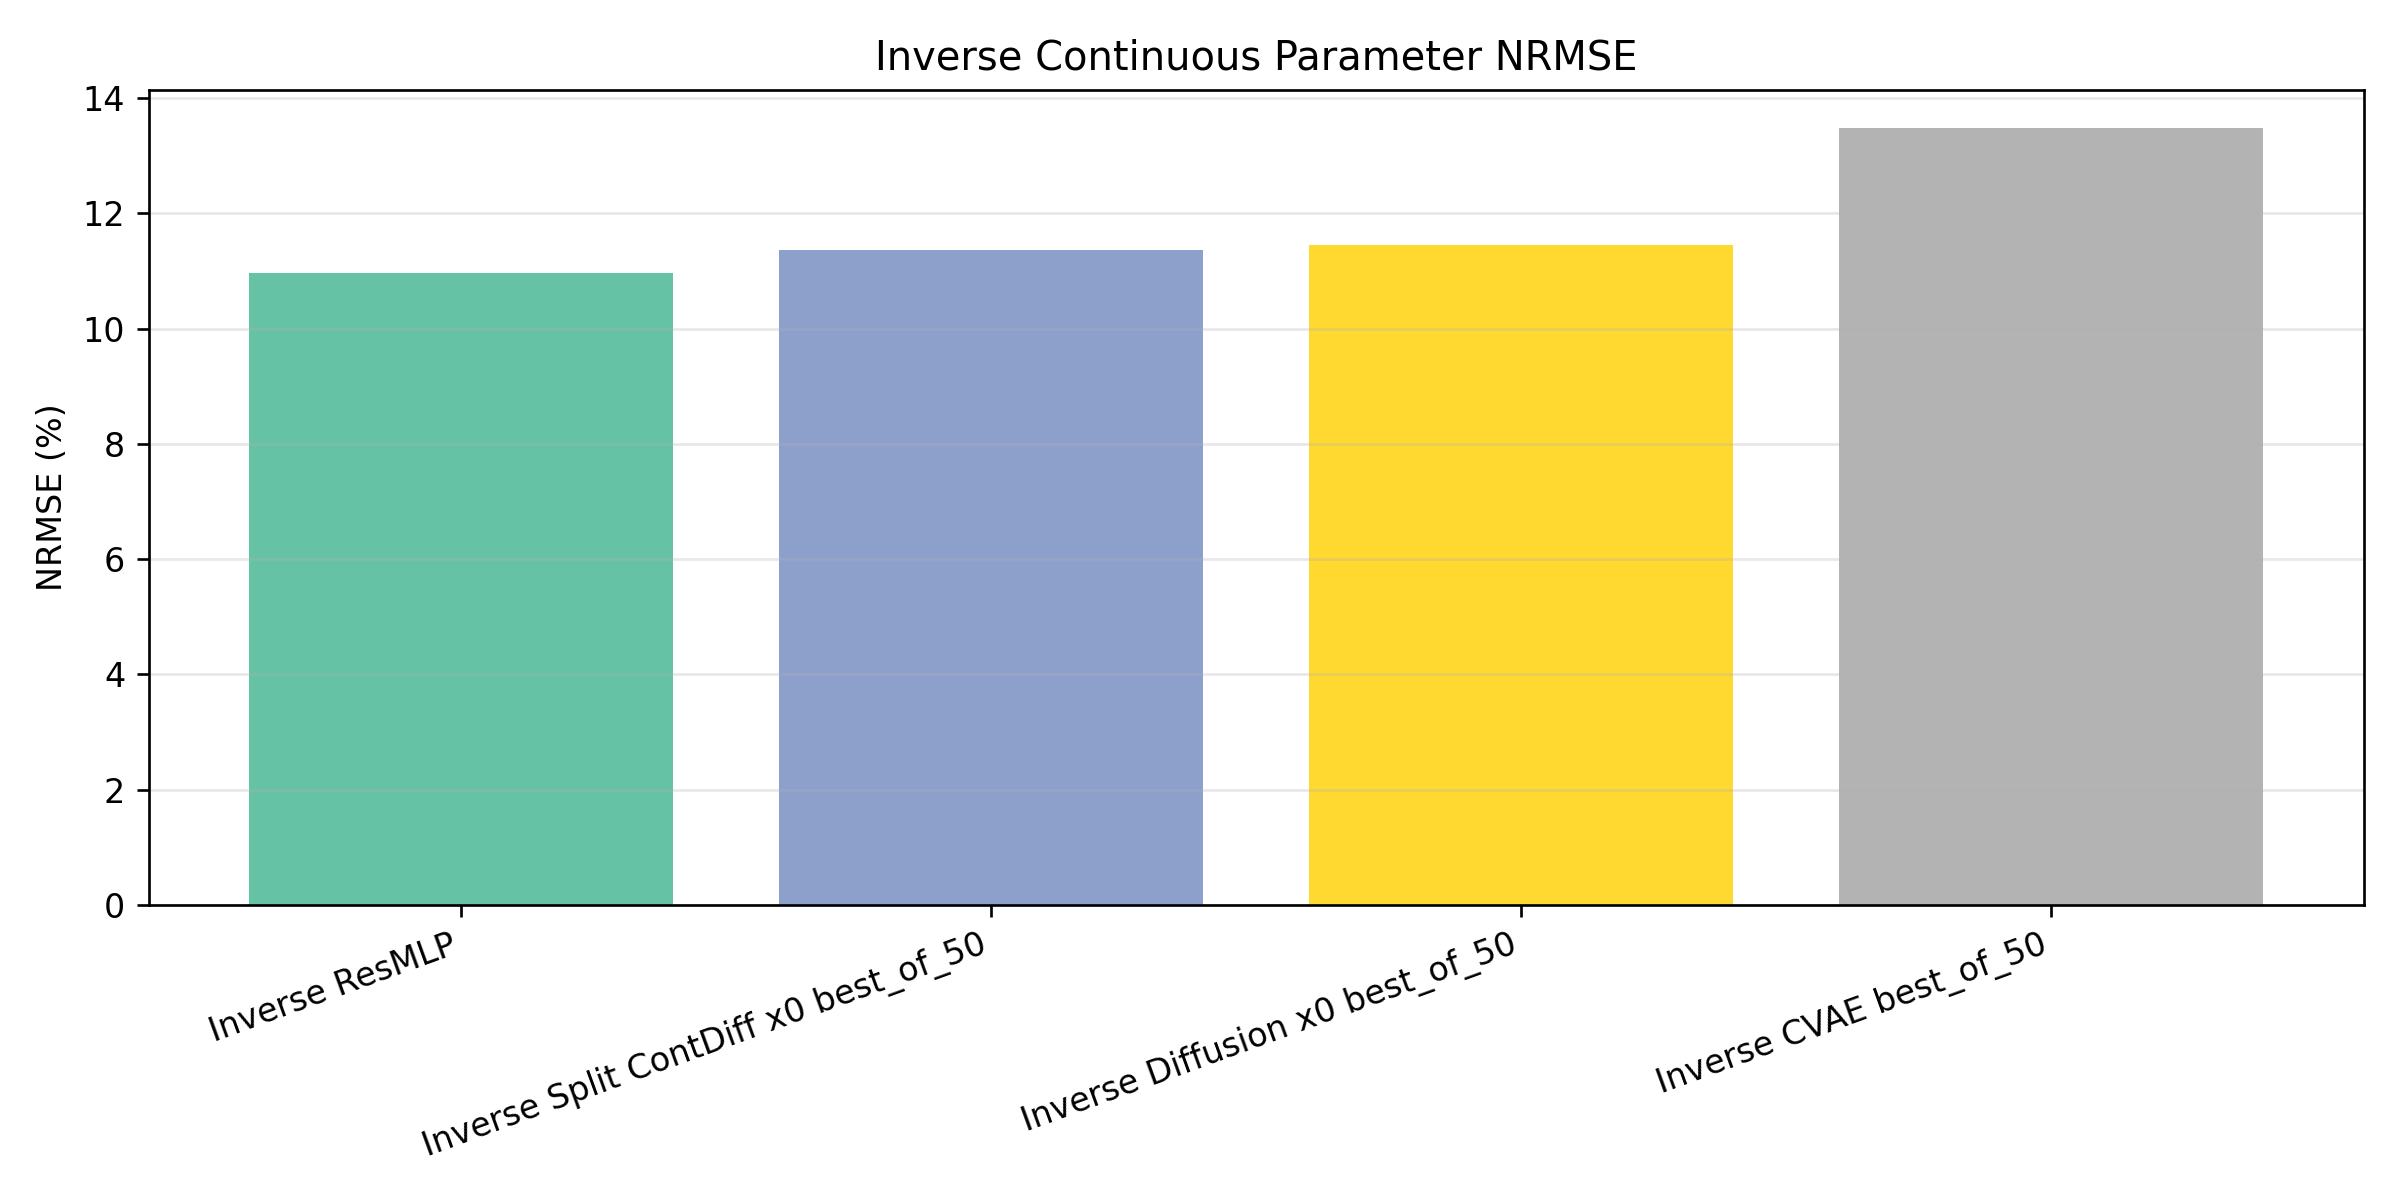 Inverse Continuous Parameter NRMSE
14
12
10
8
6
4
2
0
NRMSE (%)
Inverse ResMLP
Inverse Split ContDiff x0 best_of_50
Inverse Diffusion x0 best_of_50
Inverse CVAE best_of_50